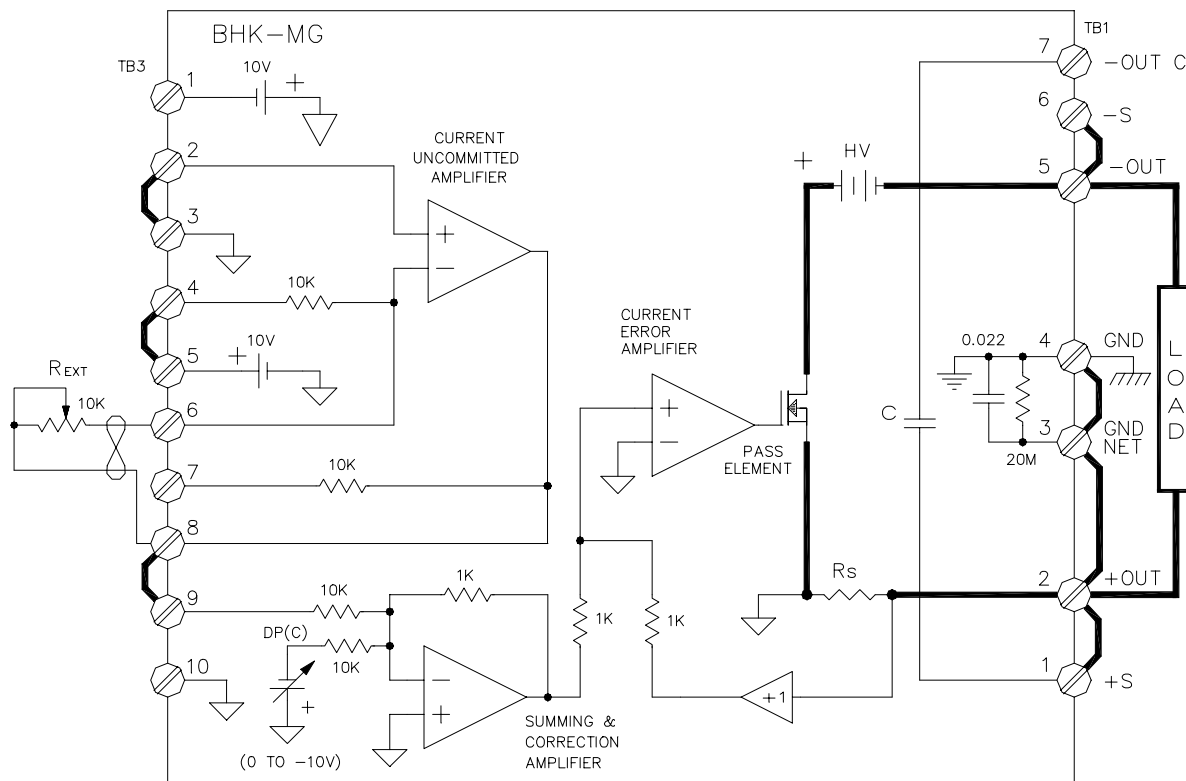 BHK-MG
TB3
TB1
1
10V
+
2
3
CURRENT
UNCOMMITTED
AMPLIFIER
+
−
4
10K
5
+
10V
REXT
10K
6
7
10K
8
9
10K
1K
DP(C)
10K
+
(0 TO -10V)
10
−
+
SUMMING &
CORRECTION
AMPLIFIER
1K
1K
+1
CURRENT
ERROR
AMPLIFIER
+
−
PASS
ELEMENT
+
HV
C
RS
0.022
20M
7
-OUT C
6
-S
5
-OUT
4
GND
3
GND
NET
2
+OUT
1
+S
LOAD